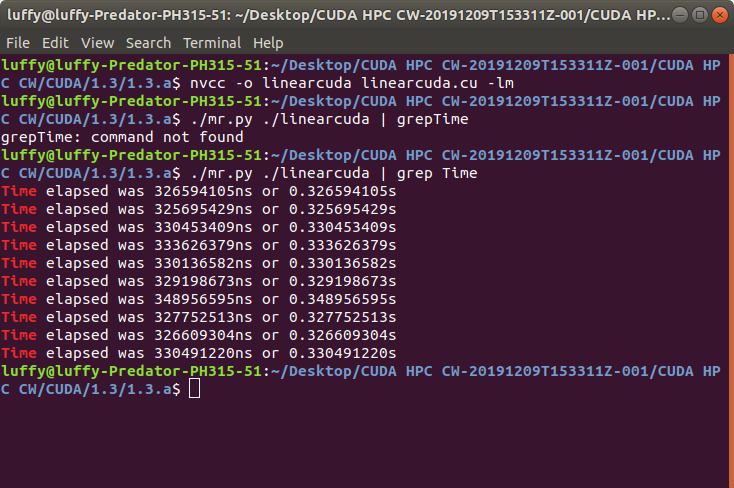 luffy@luffy-Predator-PH315-51: ~/Desktop/CUDA HPC CW-20191209T153311Z-001/CUDA HP...
File Edit View Search Terminal Help
luffy@luffy-Predator-PH315-51:~/Desktop/CUDA HPC CW-20191209T153311Z-001/CUDA HP
C CW/CUDA/1.3/1.3.a$ nvcc -o linearcuda linearcuda.cu -lm
luffy@luffy-Predator-PH315-51:~/Desktop/CUDA HPC CW-20191209T153311Z-001/CUDA HP
C CW/CUDA/1.3/1.3.a$ ./mr.py ./linearcuda | grepTime
grepTime: command not found
luffy@luffy-Predator-PH315-51:~/Desktop/CUDA HPC CW-20191209T153311Z-001/CUDA HP
C CW/CUDA/1.3/1.3.a$ ./mr.py ./linearcuda | grep Time
Time elapsed was 326594105ns or 0.326594105s
Time elapsed was 325695429ns or 0.325695429s
Time elapsed was 330453409ns or 0.330453409s
Time elapsed was 333626379ns or 0.333626379s
Time elapsed was 330136582ns or 0.330136582s
Time elapsed was 329198673ns or 0.329198673s
Time elapsed was 348956595ns or 0.348956595s
Time elapsed was 327752513ns or 0.327752513s
Time elapsed was 326609304ns or 0.326609304s
Time elapsed was 330491220ns or 0.330491220s
luffy@luffy-Predator-PH315-51:~/Desktop/CUDA HPC CW-20191209T153311Z-001/CUDA HP
C CW/CUDA/1.3/1.3.a$